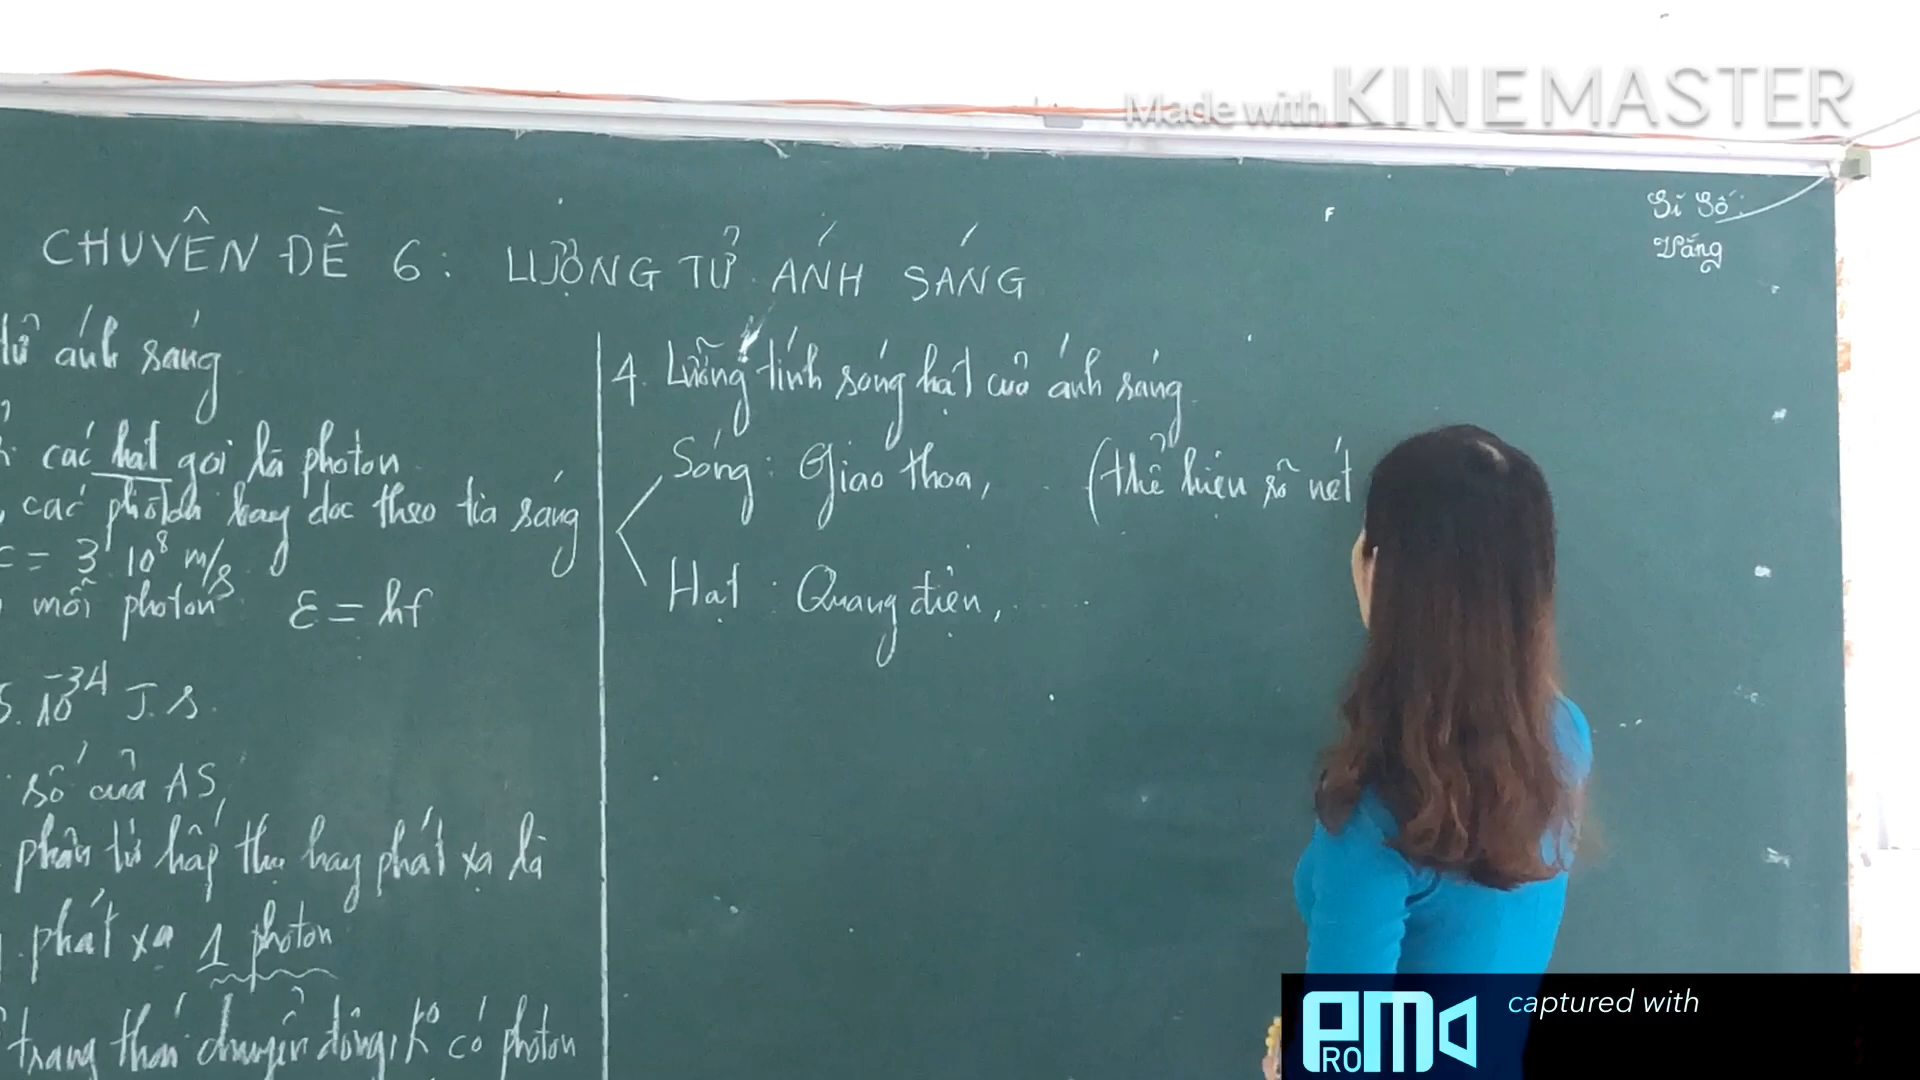 Made with KINEMASTER
Sĩ Số:
Vắng
F
CHUYÊN ĐỀ 6: LƯỢNG TỬ ÁNH SÁNG
tử ánh sáng
các hạt gọi là photon
các photon bay dọc theo tia sáng
c = 3 10⁸ m/s
mỗi photon ε = hf
10⁻³⁴ J.s.
số của AS,
phân tử hấp thụ hay phát xạ là
phát xạ 1 photon
trạng thái chuyển động, K⁰ có photon
4. Lưỡng tính sóng hạt của ánh sáng
Sóng: Giao thoa, .. (thể hiện rõ nét
Hạt: Quang điện, ...
captured with
PROMO